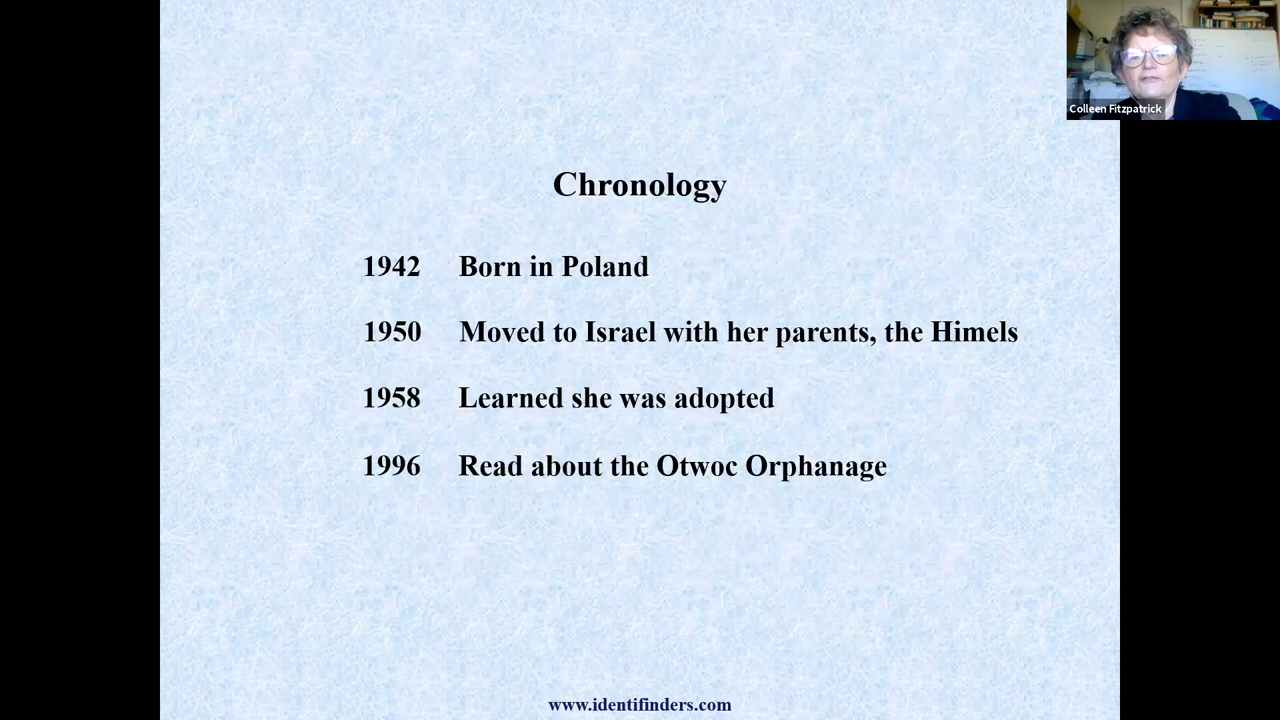 Colleen Fitzpatrick
Chronology
1942 Born in Poland
1950 Moved to Israel with her parents, the Himels
1958 Learned she was adopted
1996 Read about the Otwoc Orphanage
www.identifinders.com